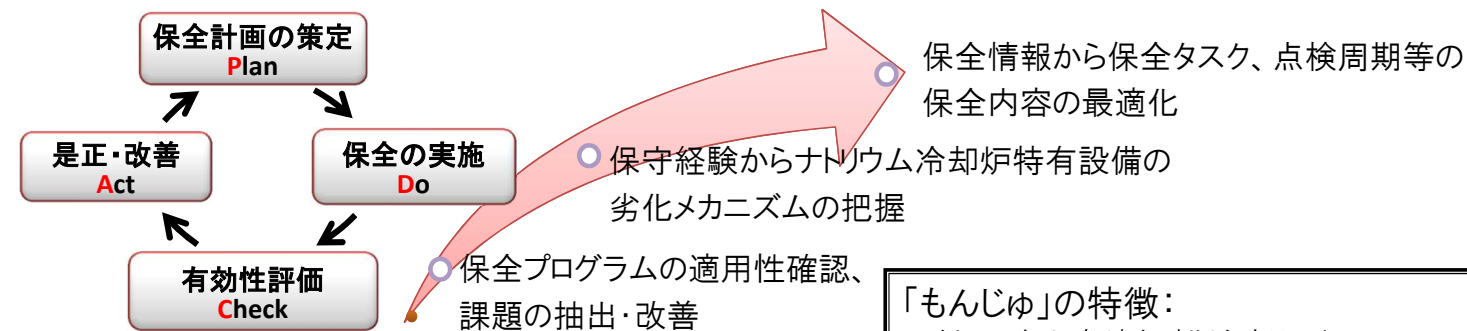 保全計画の策定
Plan
保全の実施
Do
有効性評価
Check
是正・改善
Act
保全情報から保全タスク、点検周期等の
保全内容の最適化
保守経験からナトリウム冷却炉特有設備の
劣化メカニズムの把握
保全プログラムの適用性確認、
課題の抽出・改善
「もんじゅ」の特徴：